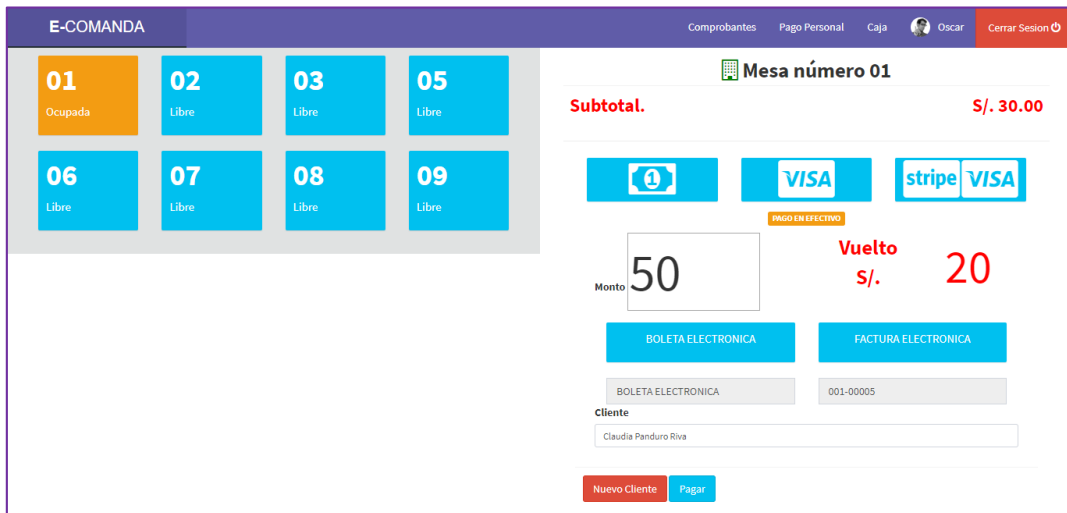 E-COMANDA
Comprobantes Pago Personal Caja Oscar Cerrar Sesion
01
Ocupada
02
Libre
03
Libre
05
Libre
06
Libre
07
Libre
08
Libre
09
Libre
Mesa número 01
Subtotal. S/. 30.00
1
VISA
stripe VISA
PAGO EN EFECTIVO
Monto 50
Vuelto
S/. 20
BOLETA ELECTRONICA FACTURA ELECTRONICA
BOLETA ELECTRONICA 001-00005
Cliente
Claudia Panduro Riva
Nuevo Cliente Pagar